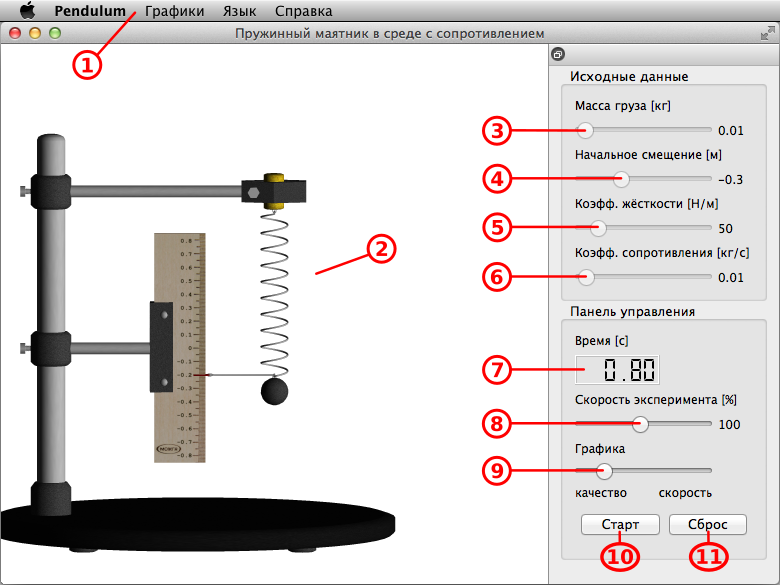 Pendulum Графики Язык Справка
Пружинный маятник в среде с сопротивлением
1
Исходные данные
Масса груза [кг]
3
0.01
Начальное смещение [м]
4
-0.3
Коэфф. жёсткости [Н/м]
5
50
Коэфф. сопротивления [кг/с]
6
0.01
2
0.8
0.7
0.6
0.5
0.4
0.3
0.2
0.1
0
-0.1
-0.2
-0.3
-0.4
-0.5
-0.6
-0.7
-0.8
Панель управления
Время [с]
7
0.80
Скорость эксперимента [%]
8
100
Графика
9
качество скорость
Старт Сброс
10 11